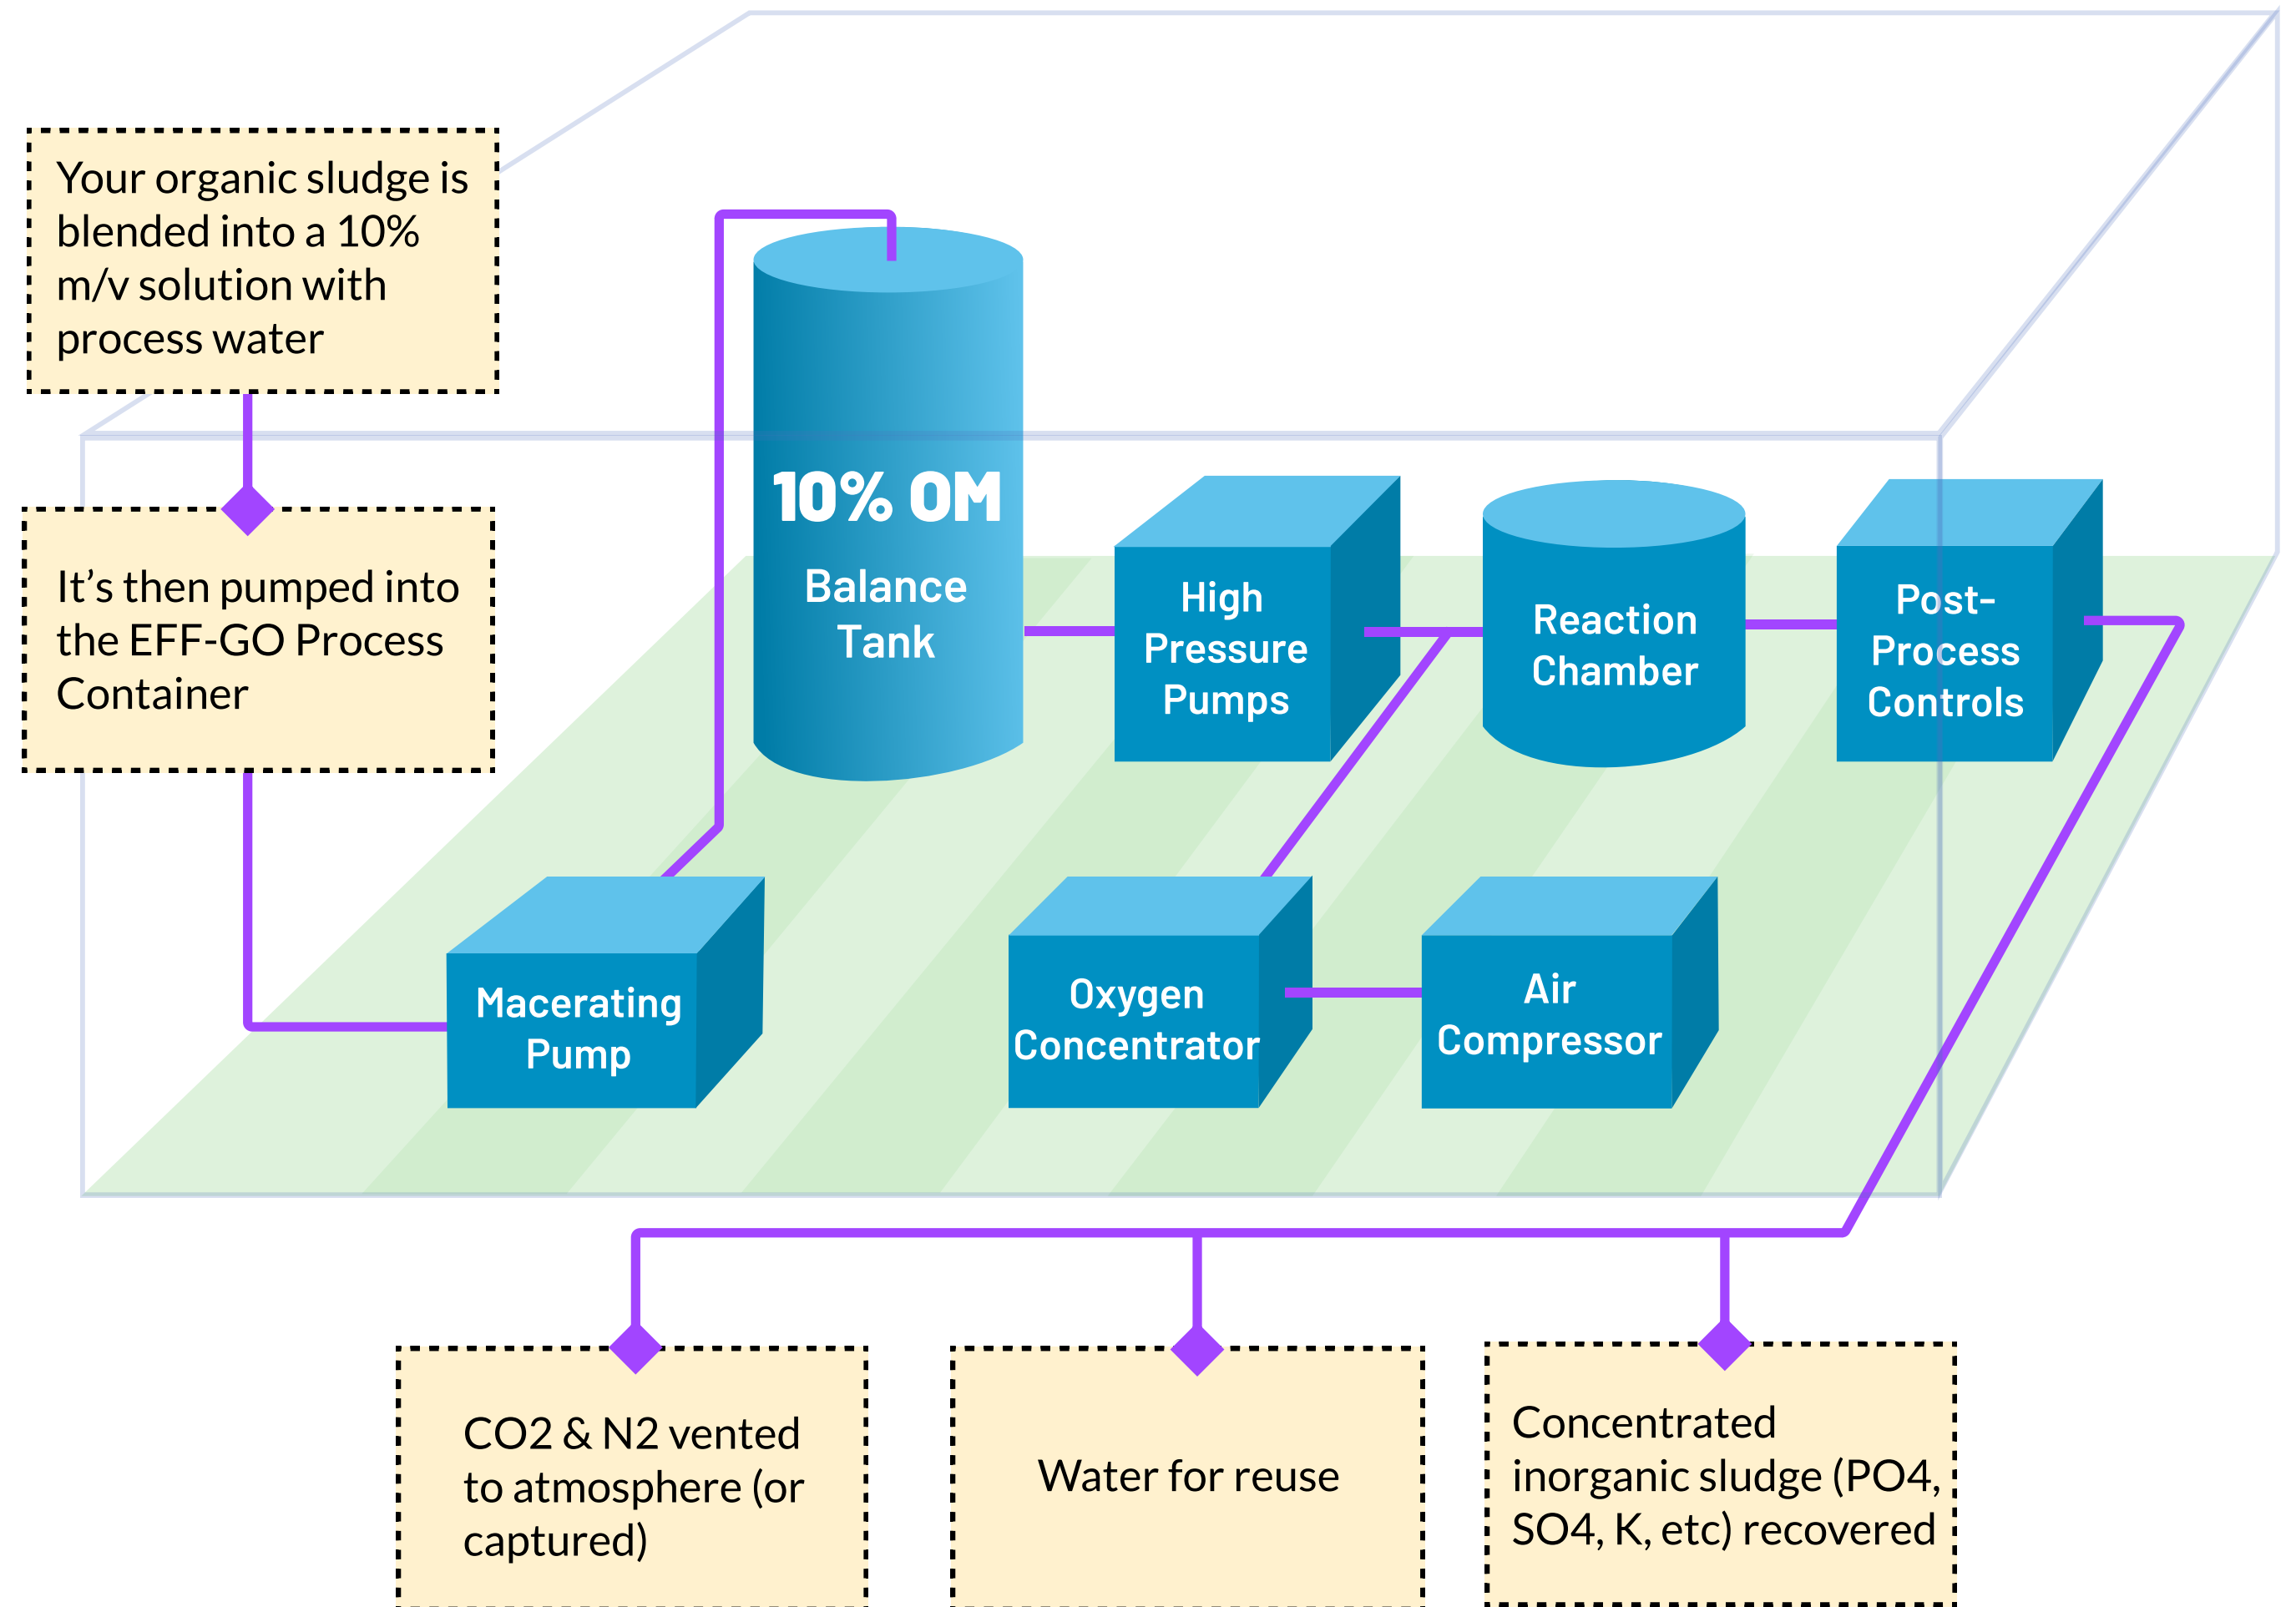 Your organic sludge is
blended into a 10%
m/v solution with
process water
It's then pumped into
the EFF-GO Process
Container
10% OM
Balance
Tank
High
Pressure
Pumps
Reaction
Chamber
Post-
Process
Controls
Macerating
Pump
Oxygen
Concentrator
Air
Compressor
CO2 & N2 vented
to atmosphere (or
captured)
Water for reuse
Concentrated
inorganic sludge (PO4,
SO4, K, etc) recovered